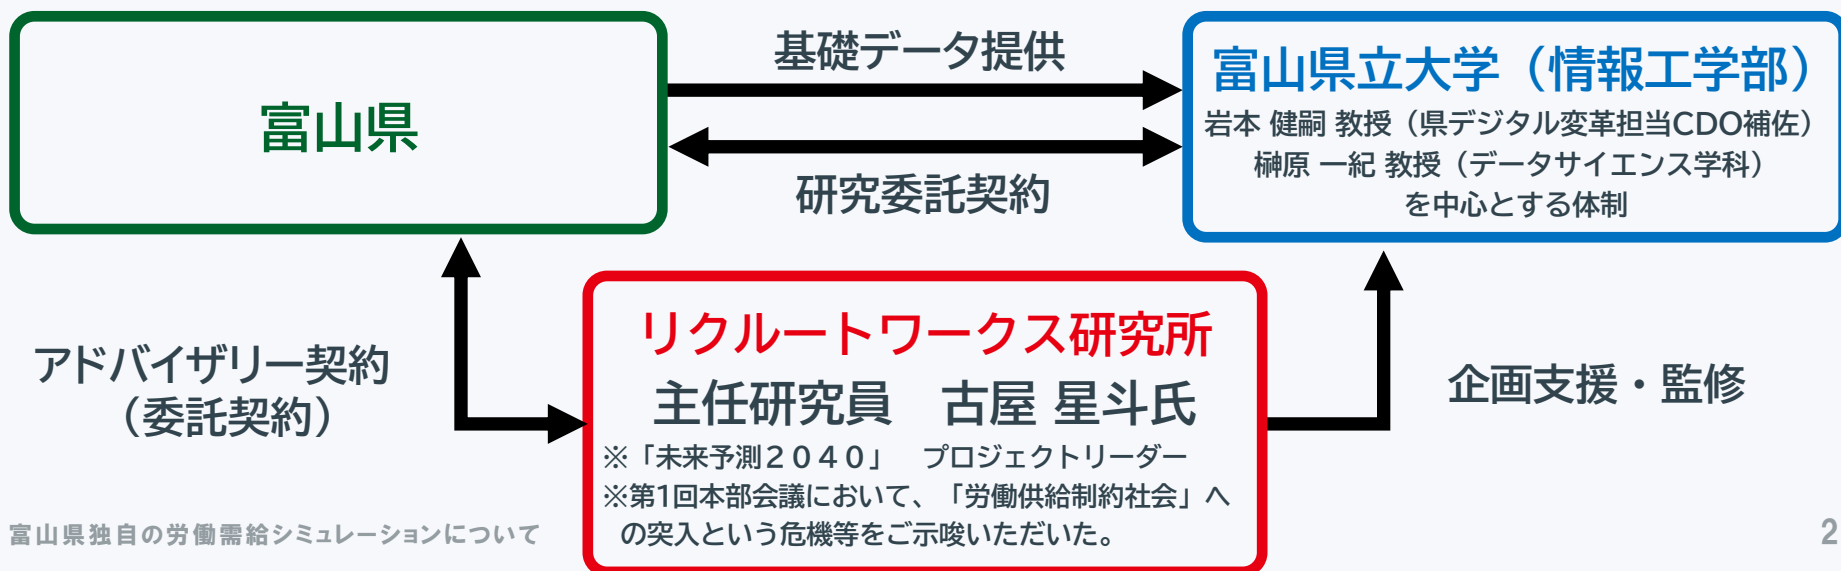 富山県
基礎データ提供
研究委託契約
富山県立大学（情報工学部）
岩本 健嗣 教授（県デジタル変革担当CDO補佐）
榊原 一紀 教授（データサイエンス学科）
を中心とする体制
アドバイザリー契約
（委託契約）
リクルートワークス研究所
主任研究員　古屋 星斗氏
※「未来予測２０４０」　プロジェクトリーダー
※第1回本部会議において、「労働供給制約社会」へ
の突入という危機等をご示唆いただいた。
企画支援・監修
富山県独自の労働需給シミュレーションについて
2